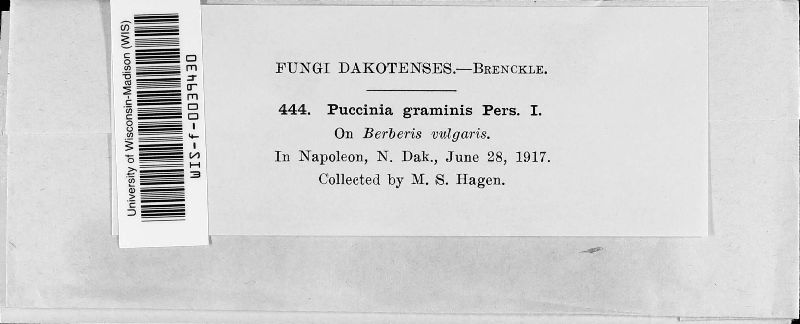 University of Wisconsin-Madison (WIS)
WIS-f-0039430
FUNGI DAKOTENSES.—BRENCKLE.
444. Puccinia graminis Pers. I.
On Berberis vulgaris.
In Napoleon, N. Dak., June 28, 1917.
Collected by M. S. Hagen.